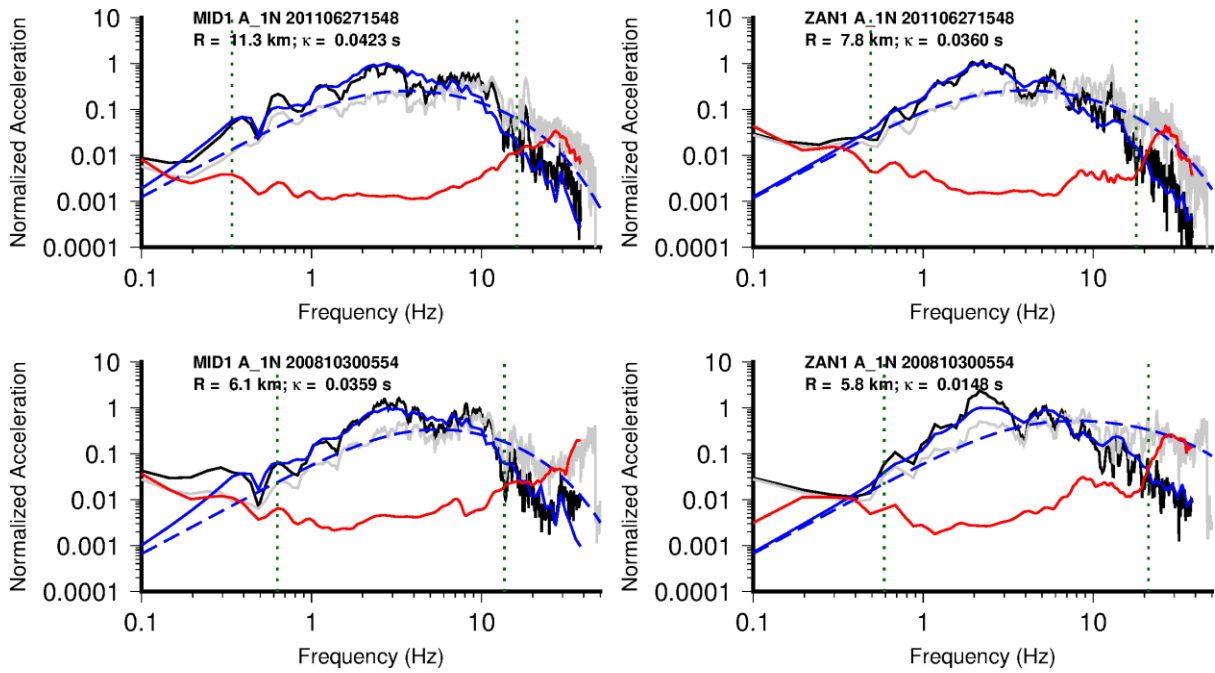 MID1 A_1N 201106271548
R = 11.3 km; κ = 0.0423 s
10
1
0.1
0.01
0.001
0.0001
Normalized Acceleration
0.1 1 10
Frequency (Hz)
ZAN1 A_1N 201106271548
R = 7.8 km; κ = 0.0360 s
10
1
0.1
0.01
0.001
0.0001
Normalized Acceleration
0.1 1 10
Frequency (Hz)
MID1 A_1N 200810300554
R = 6.1 km; κ = 0.0359 s
10
1
0.1
0.01
0.001
0.0001
Normalized Acceleration
0.1 1 10
Frequency (Hz)
ZAN1 A_1N 200810300554
R = 5.8 km; κ = 0.0148 s
10
1
0.1
0.01
0.001
0.0001
Normalized Acceleration
0.1 1 10
Frequency (Hz)